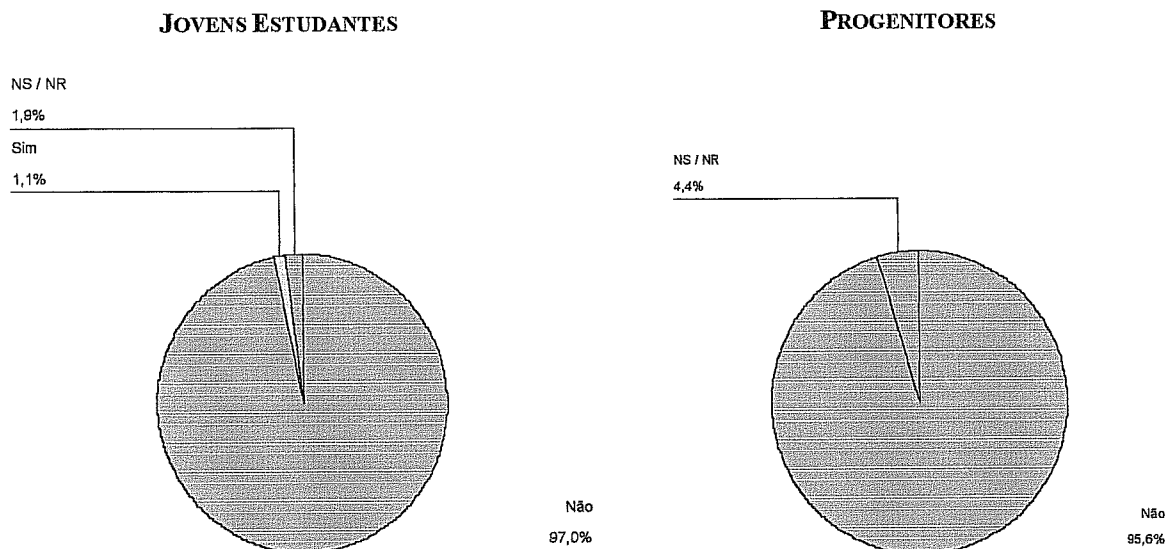 JOVENS ESTUDANTES
NS / NR
1,9%
Sim
1,1%
Não
97,0%
PROGENITORES
NS / NR
4,4%
Não
95,6%